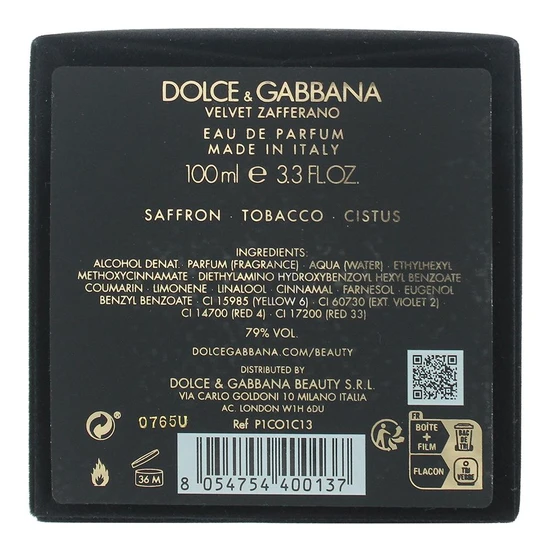 DOLCE & GABBANA
VELVET ZAFFERANO
EAU DE PARFUM
MADE IN ITALY
100 ml e 3.3 FL.OZ.
SAFFRON · TOBACCO · CISTUS
INGREDIENTS:
ALCOHOL DENAT. · PARFUM (FRAGRANCE) · AQUA (WATER) · ETHYLHEXYL
METHOXYCINNAMATE · DIETHYLAMINO HYDROXYBENZOYL HEXYL BENZOATE
COUMARIN · LIMONENE · LINALOOL · CINNAMAL · FARNESOL · EUGENOL
BENZYL BENZOATE · CI 15985 (YELLOW 6) · CI 60730 (EXT. VIOLET 2) ·
CI 14700 (RED 4) · CI 17200 (RED 33)
79% VOL.
DOLCEGABBANA.COM/BEAUTY
DISTRIBUTED BY
DOLCE & GABBANA BEAUTY S.R.L.
VIA CARLO GOLDONI 10 MILANO ITALIA
AC. LONDON W1H 6DU
0765U
Ref P1CO1C13
36 M
8 054754 400137
FR
BOÎTE
+
FILM
BAC
DE
TRI
FLACON
TRI
VERRE